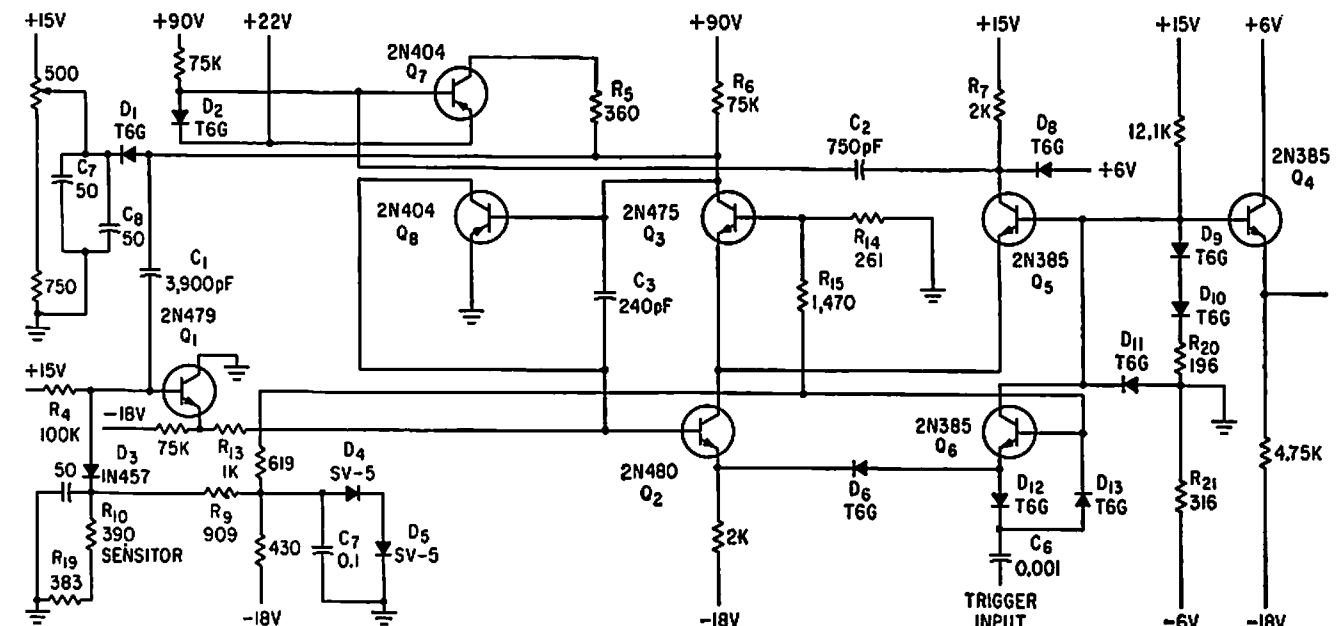 +15V
+90V
+22V
+90V
+15V
+15V
+6V
500
75K
2N404
Q7
R5
360
R6
75K
R7
2K
12.1K
D1
T6G
D2
T6G
C2
750pF
D8
T6G
+6V
2N385
Q4
C7
50
C8
50
2N404
Q8
2N475
Q3
R14
261
2N385
Q5
D9
T6G
750
C1
3,900pF
C3
240pF
R15
1,470
D10
T6G
2N479
Q1
D11
T6G
R20
196
+15V
R4
100K
-18V
75K
R13
1K
2N385
Q6
D3
1N457
619
D4
SV-5
2N480
Q2
D6
T6G
D12
T6G
D13
T6G
R21
316
4.75K
50
R10
390
SENSITOR
R9
909
430
C7
0.1
D5
SV-5
2K
C6
0.001
R19
383
TRIGGER
INPUT
-18V
-18V
-6V
-18V